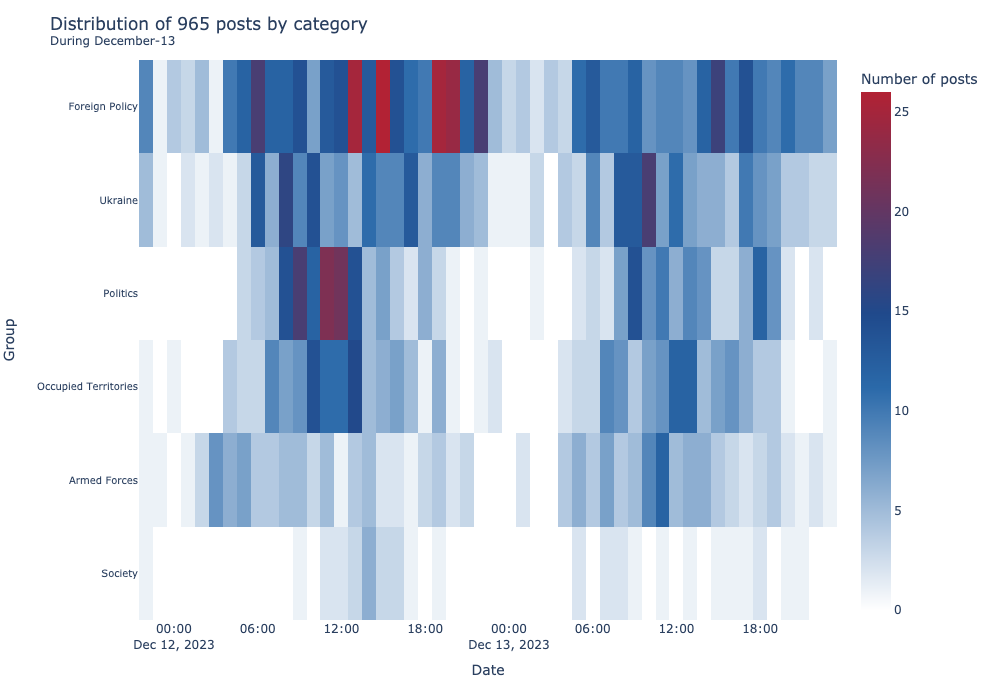 Distribution of 965 posts by category
During December-13
Number of posts
Foreign Policy
Ukraine
Politics
Occupied Territories
Armed Forces
Society
Group
25
20
15
10
5
0
00:00 06:00 12:00 18:00 00:00 06:00 12:00 18:00
Dec 12, 2023 Dec 13, 2023
Date